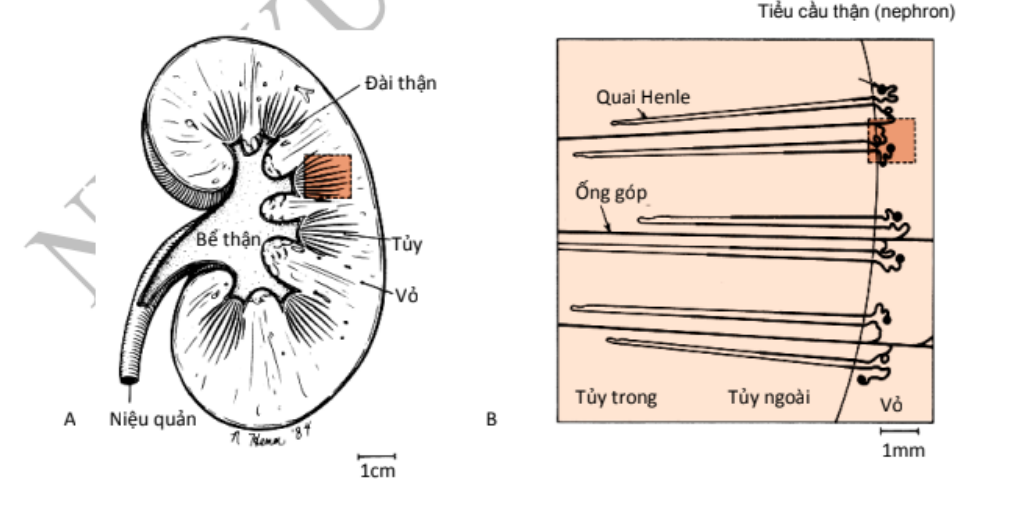 Tiểu cầu thận (nephron)
Đài thận
Bể thận
Tủy
Vỏ
A
Niệu quản
'84
1cm
Quai Henle
Ống góp
Tủy trong
Tủy ngoài
Vỏ
B
1mm